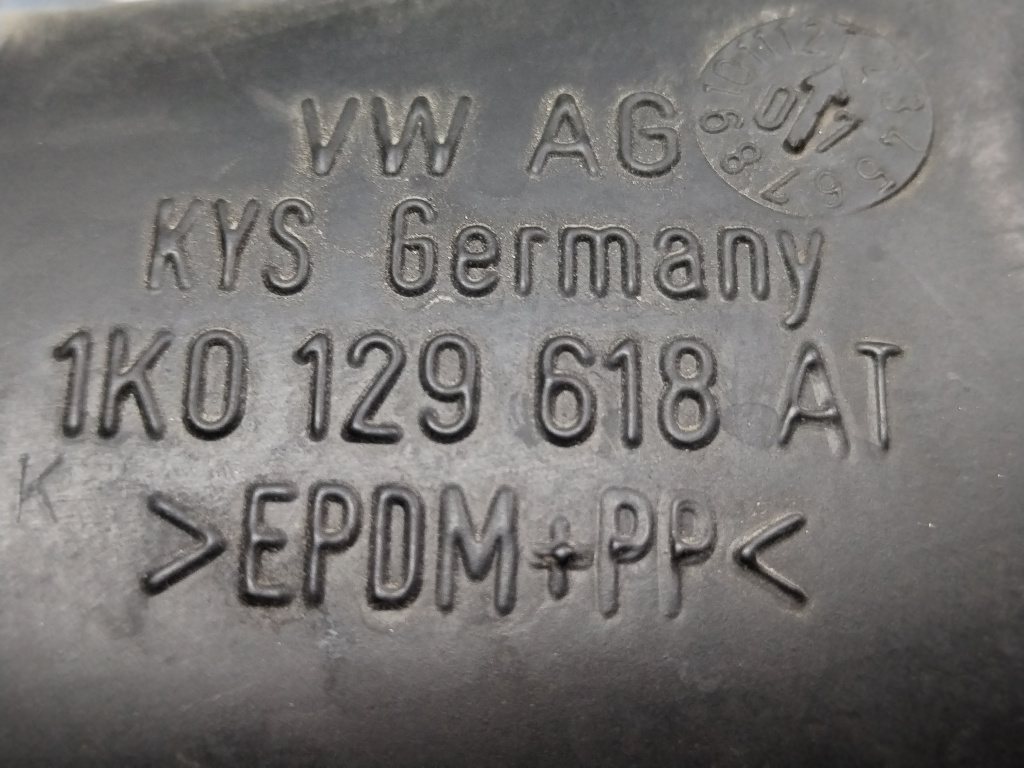 VW AG
KYS Germany
1K0 129 618 AT
K
>EPDM+PP<